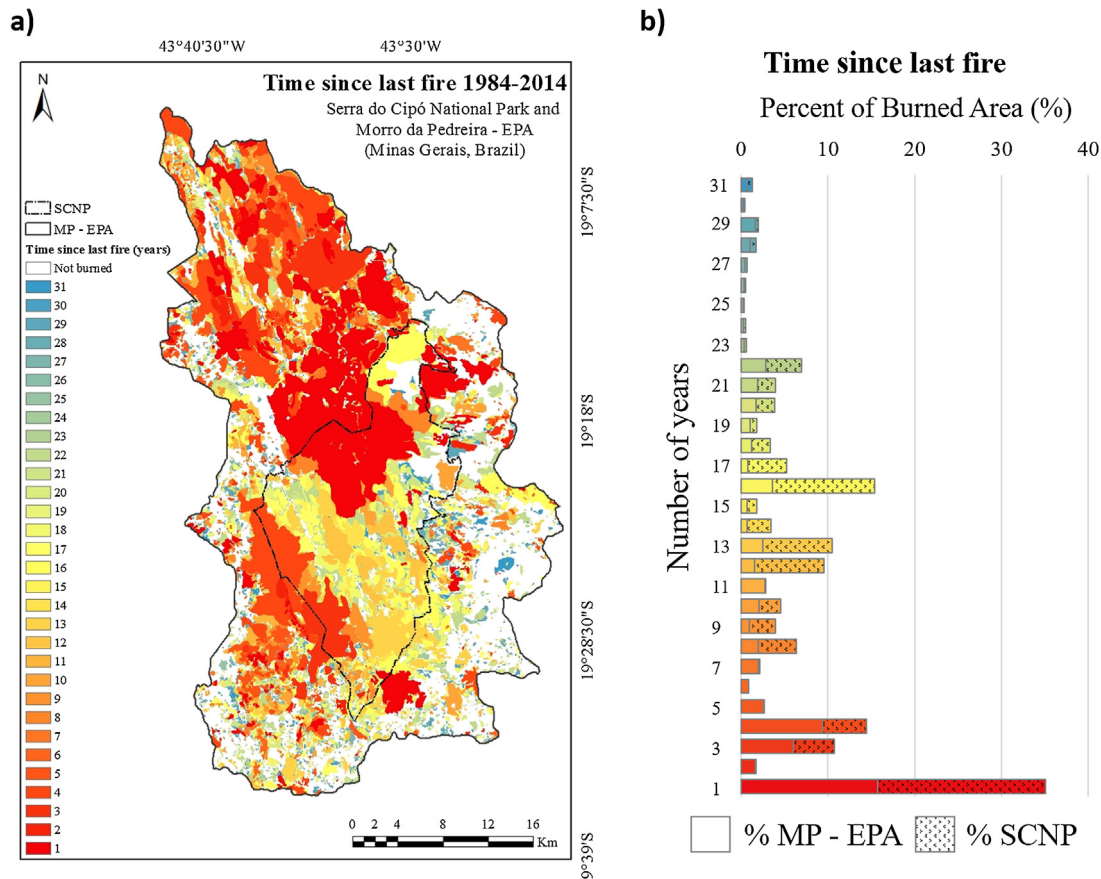 a)
43°40'30"W
43°30'W
N
Time since last fire 1984-2014
Serra do Cipó National Park and
Morro da Pedreira - EPA
(Minas Gerais, Brazil)
SCNP
MP - EPA
Time since last fire (years)
Not burned
31
30
29
28
27
26
25
24
23
22
21
20
19
18
17
16
15
14
13
12
11
10
9
8
7
6
5
4
3
2
1
19°7'30"S
19°18'S
19°28'30"S
9°39'S
0 2 4 8 12 16
Km
b)
Time since last fire
Percent of Burned Area (%)
0 10 20 30 40
Number of years
31
29
27
25
23
21
19
17
15
13
11
9
7
5
3
1
% MP - EPA
% SCNP